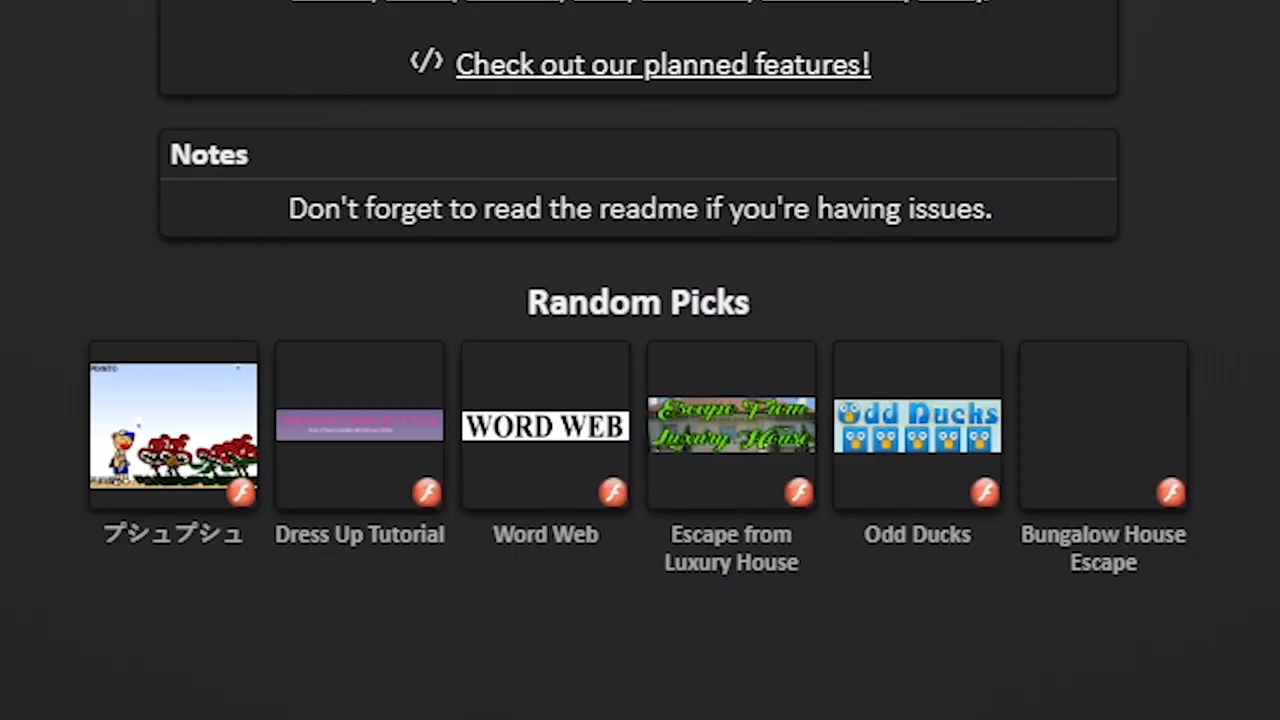 Check out our planned features!
Notes
Don't forget to read the readme if you're having issues.
Random Picks
WORD WEB
Escape From
Luxury House
Odd Ducks
プシュプシュ
Dress Up Tutorial
Word Web
Escape from
Luxury House
Odd Ducks
Bungalow House
Escape